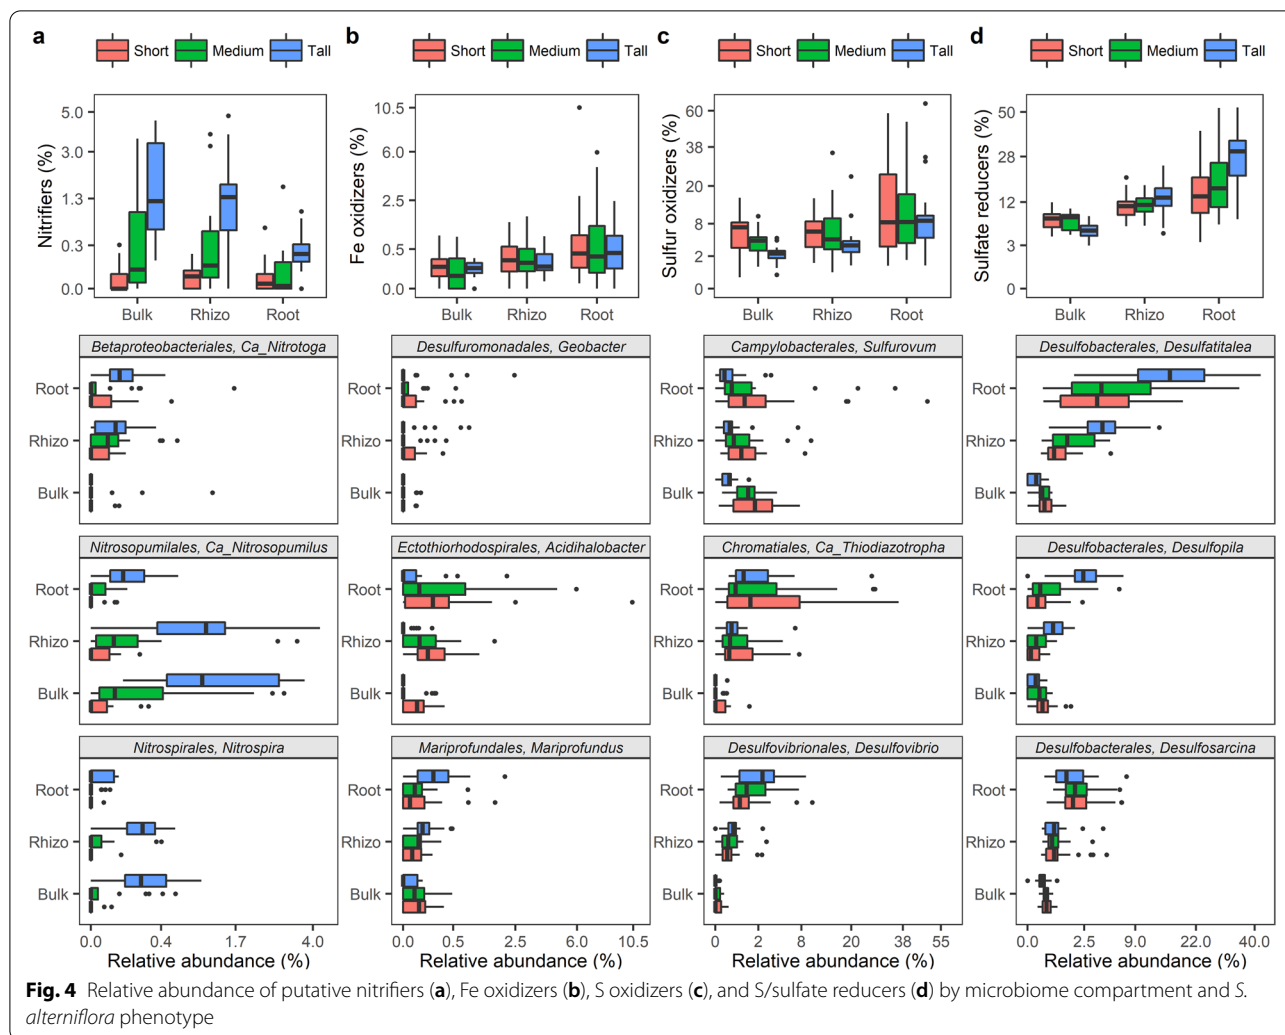 a Short Medium Tall b Short Medium Tall c Short Medium Tall d Short Medium Tall
Nitrifiers (%)
5.0
3.0
1.3
0.3
0.0
Bulk Rhizo Root
Fe oxidizers (%)
10.5
6.0
2.5
0.5
0.0
Bulk Rhizo Root
Sulfur oxidizers (%)
60
38
20
8
2
0
Bulk Rhizo Root
Sulfate reducers (%)
50
28
12
3
0
Bulk Rhizo Root
Betaproteobacteriales, Ca_Nitrotoga
Root
Rhizo
Bulk
Nitrosopumilales, Ca_Nitrosopumilus
Root
Rhizo
Bulk
Nitrospirales, Nitrospira
Root
Rhizo
Bulk
0.0 0.4 1.7 4.0
Relative abundance (%)
Desulfuromonadales, Geobacter
Root
Rhizo
Bulk
Ectothiorhodospirales, Acidihalobacter
Root
Rhizo
Bulk
Mariprofundales, Mariprofundus
Root
Rhizo
Bulk
0.0 0.5 2.5 6.0 10.5
Relative abundance (%)
Campylobacterales, Sulfurovum
Root
Rhizo
Bulk
Chromatiales, Ca_Thiodiazotropha
Root
Rhizo
Bulk
Desulfovibrionales, Desulfovibrio
Root
Rhizo
Bulk
0 2 8 20 38 55
Relative abundance (%)
Desulfobacterales, Desulfatitalea
Root
Rhizo
Bulk
Desulfobacterales, Desulfopila
Root
Rhizo
Bulk
Desulfobacterales, Desulfosarcina
Root
Rhizo
Bulk
0.0 2.5 9.0 22.0 40.0
Relative abundance (%)
Fig. 4 Relative abundance of putative nitrifiers (a), Fe oxidizers (b), S oxidizers (c), and S/sulfate reducers (d) by microbiome compartment and S.
alterniflora phenotype